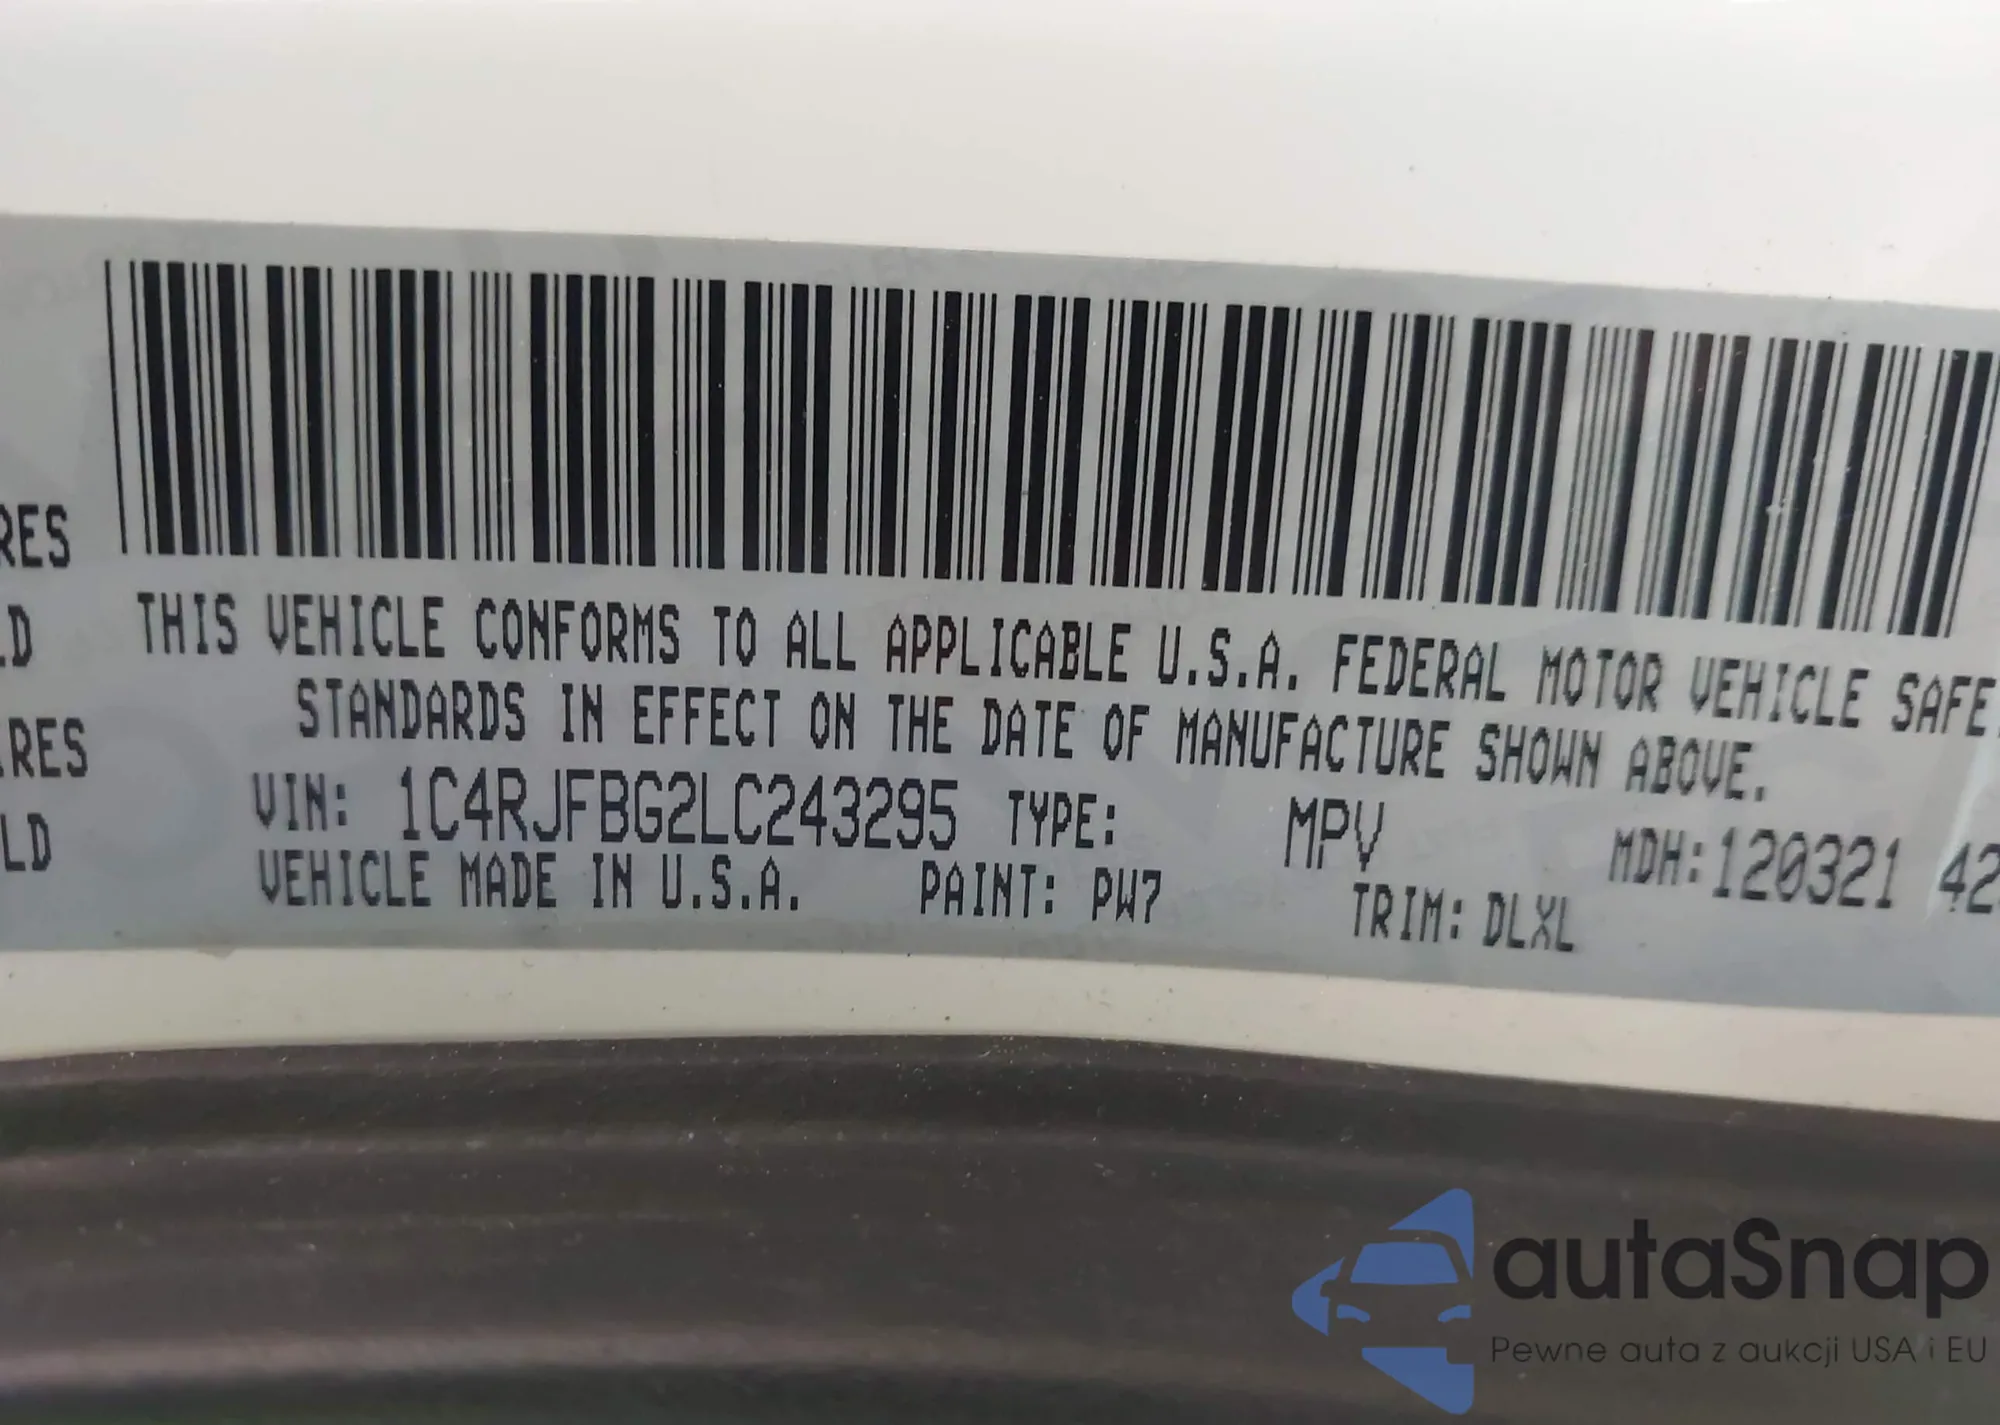 RES
LD
THIS VEHICLE CONFORMS TO ALL APPLICABLE U.S.A. FEDERAL MOTOR VEHICLE SAFE
STANDARDS IN EFFECT ON THE DATE OF MANUFACTURE SHOWN ABOVE.
IRES
VIN: 1C4RJFBG2LC243295 TYPE: MPV MDH:120321 42
LD
VEHICLE MADE IN U.S.A. PAINT: PW7 TRIM: DLXL
autaSnap
Pewne auta z aukcji USA i EU